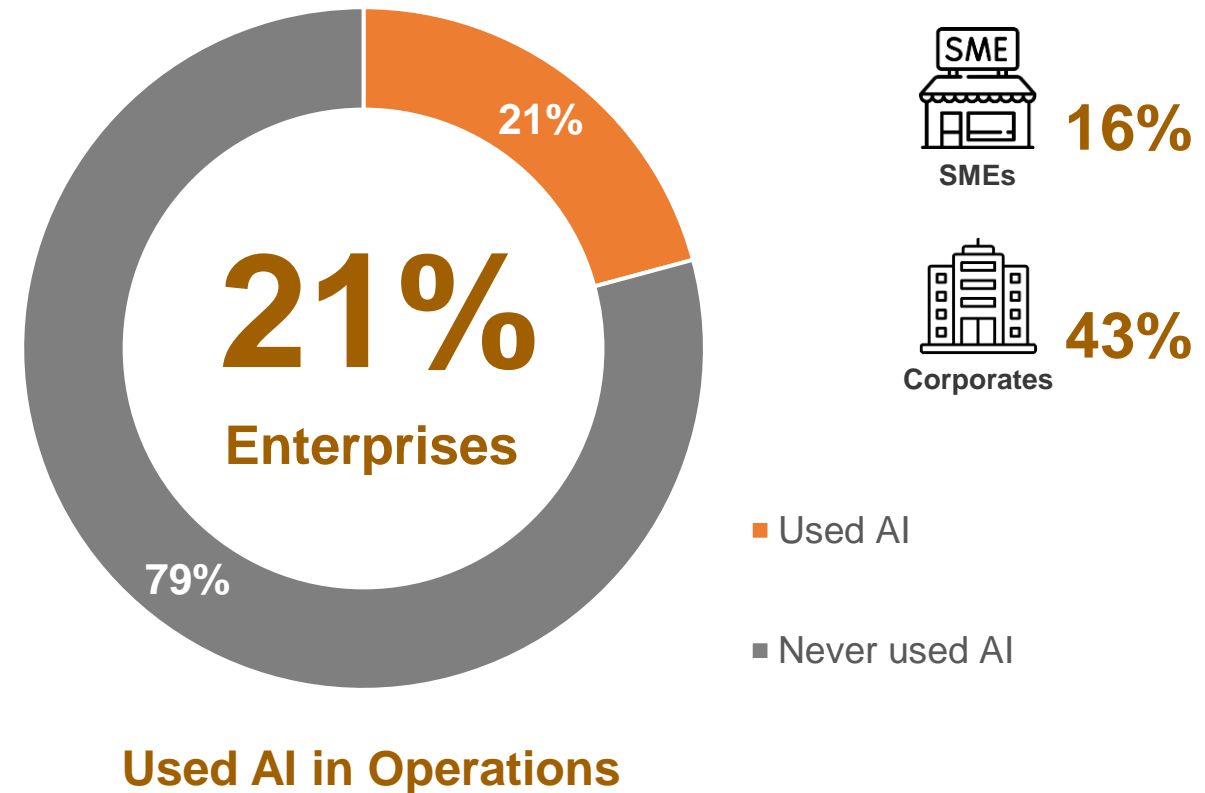 21%
21%
Enterprises
79%
Used AI in Operations
SME
SMEs
16%
Corporates
43%
Used AI
Never used AI